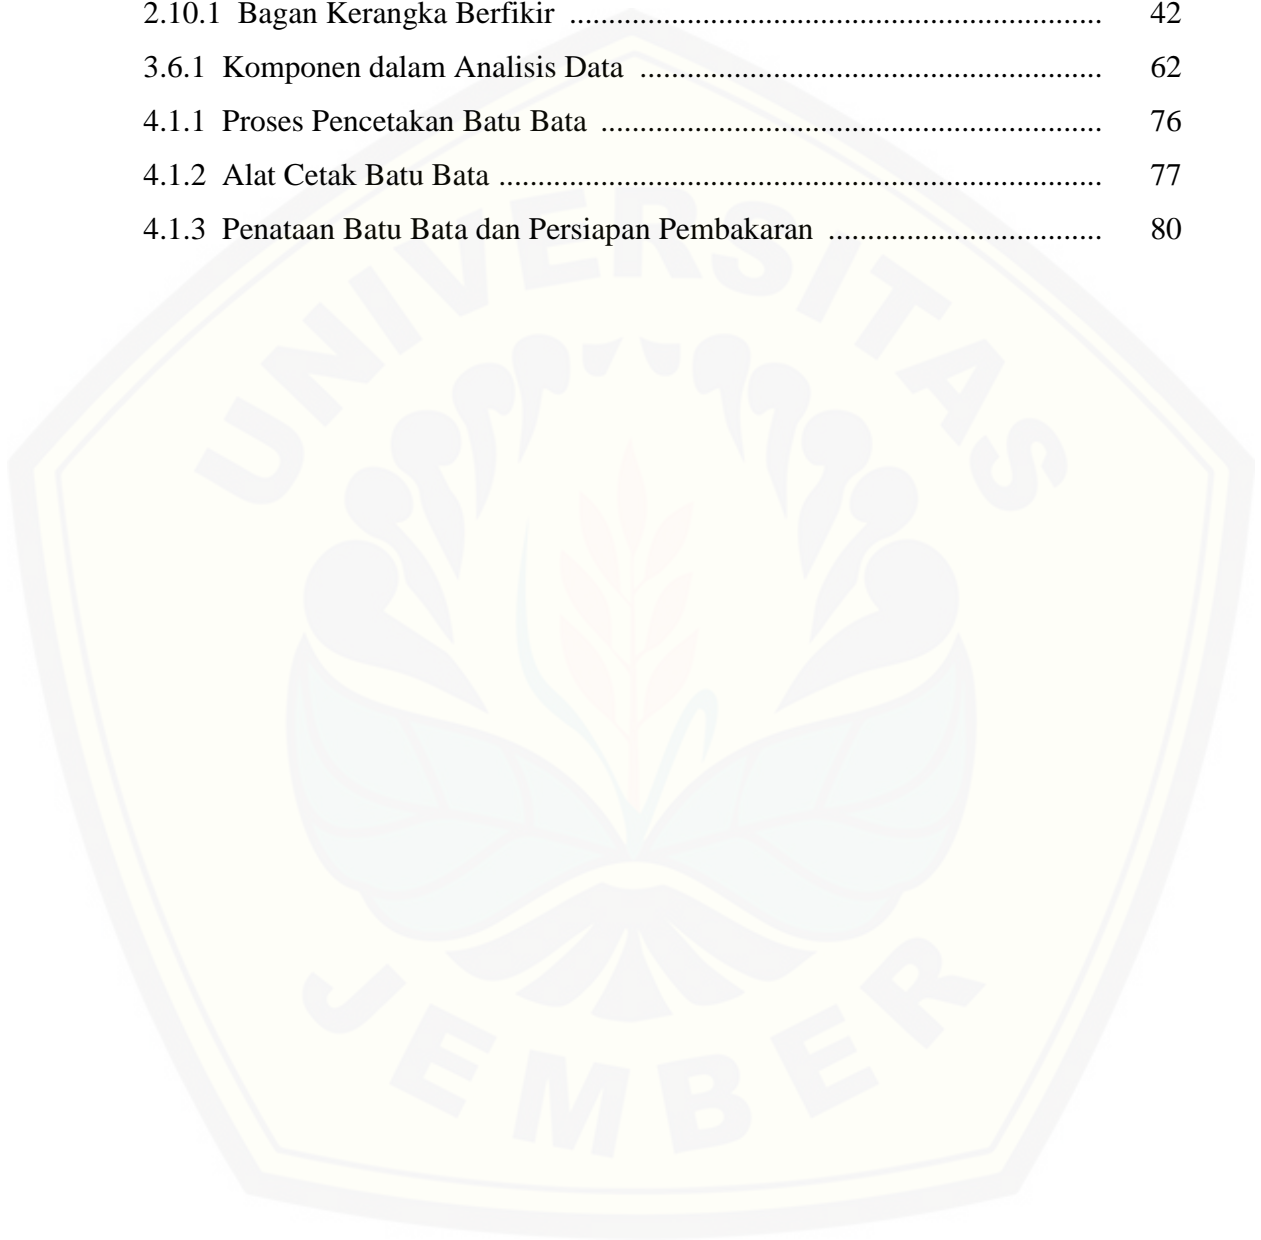 2.10.1 Bagan Kerangka Berfikir ..................................................................... 42
3.6.1 Komponen dalam Analisis Data ............................................................ 62
4.1.1 Proses Pencetakan Batu Bata ................................................................. 76
4.1.2 Alat Cetak Batu Bata .............................................................................. 77
4.1.3 Penataan Batu Bata dan Persiapan Pembakaran ................................... 80
UNIVERSITAS
JEMBER